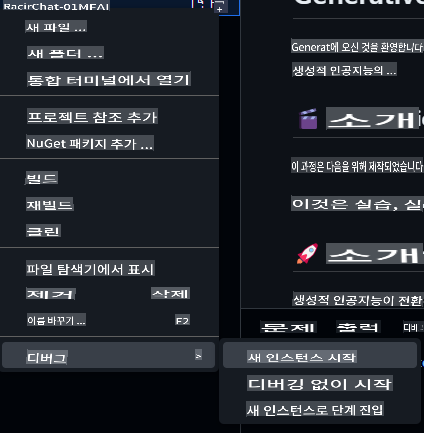 RacirChat-01MEAI
Generative
새 파일 ...
새 폴더 ...
통합 터미널에서 열기
프로젝트 참조 추가
NuGet 패키지 추가 ...
빌드
재빌드
클린
파일 탐색기에서 표시
제거 삭제
이름 바꾸기 ... F2
디버그 >
새 인스턴스 시작
디버깅 없이 시작
새 인스턴스로 단계 진입
Generat에 오신 것을 환영합니다
생성적 인공지능의 ...
소개
이 과정은 다음을 위해 제작되었습니다
이것은 실습, 실
소개
생성적 인공지능이 전환
문제 출력 디버